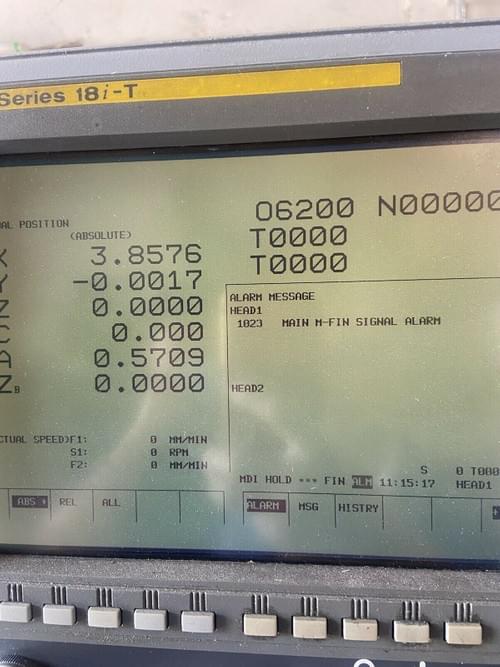 Series 18i-T
O6200 N00000
AL POSITION
T0000
(ABSOLUTE)
T0000
X 3.8576
Y -0.0017
Z 0.0000
C 0.000
A 0.5709
ZB 0.0000
ALARM MESSAGE
HEAD1
1023 MAIN M-FIN SIGNAL ALARM
HEAD2
CTUAL SPEED)F1: 0 MM/MIN
S1: 0 RPM
F2: 0 MM/MIN
S 0 T000
MDI HOLD *** FIN ALM 11:15:17 HEAD1
ABS REL ALL
ALARM MSG HISTRY